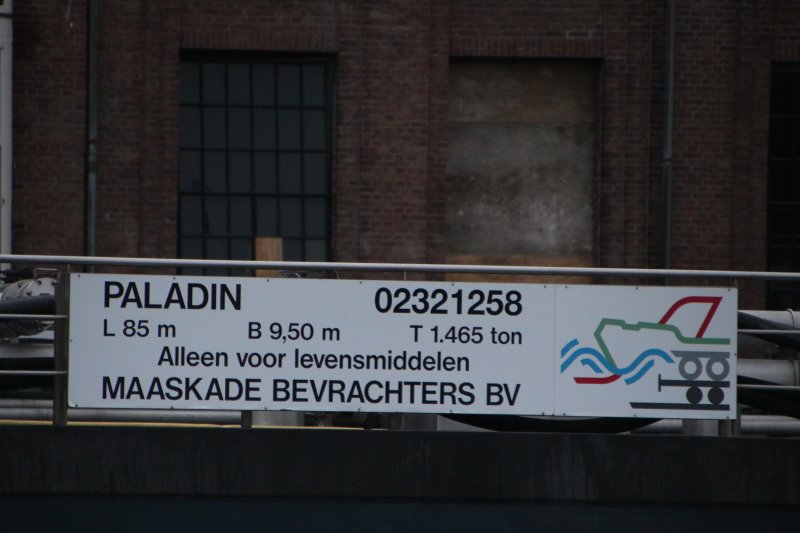 PALADIN 02321258
L 85 m B 9,50 m T 1.465 ton
Alleen voor levensmiddelen
MAASKADE BEVRACHTERS BV